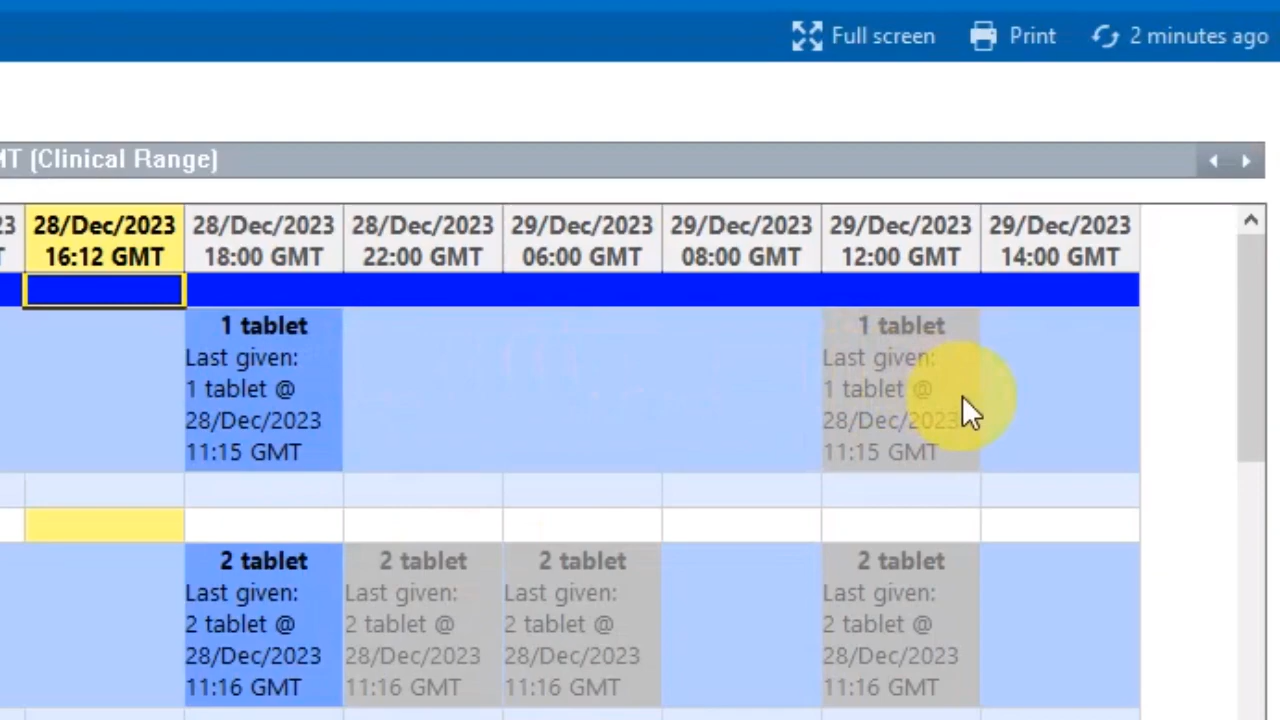 Full screen Print 2 minutes ago
(Clinical Range)
28/Dec/2023 28/Dec/2023 28/Dec/2023 29/Dec/2023 29/Dec/2023 29/Dec/2023 29/Dec/2023
16:12 GMT 18:00 GMT 22:00 GMT 06:00 GMT 08:00 GMT 12:00 GMT 14:00 GMT
1 tablet 1 tablet
Last given: Last given:
1 tablet @ 1 tablet @
28/Dec/2023 28/Dec/2023
11:15 GMT 11:15 GMT
2 tablet 2 tablet 2 tablet 2 tablet
Last given: Last given: Last given: Last given:
2 tablet @ 2 tablet @ 2 tablet @ 2 tablet @
28/Dec/2023 28/Dec/2023 28/Dec/2023 28/Dec/2023
11:16 GMT 11:16 GMT 11:16 GMT 11:16 GMT